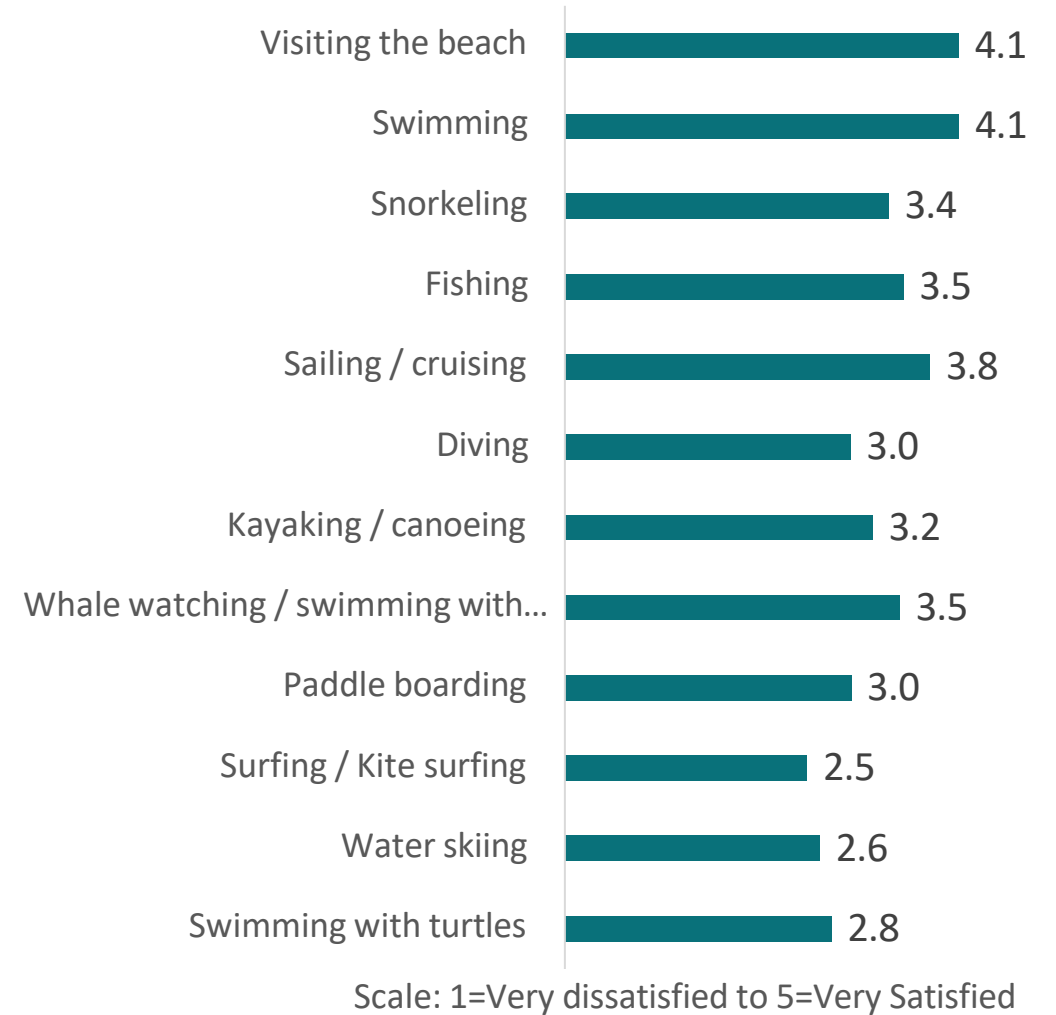 Visiting the beach 4.1
Swimming 4.1
Snorkeling 3.4
Fishing 3.5
Sailing / cruising 3.8
Diving 3.0
Kayaking / canoeing 3.2
Whale watching / swimming with… 3.5
Paddle boarding 3.0
Surfing / Kite surfing 2.5
Water skiing 2.6
Swimming with turtles 2.8
Scale: 1=Very dissatisfied to 5=Very Satisfied